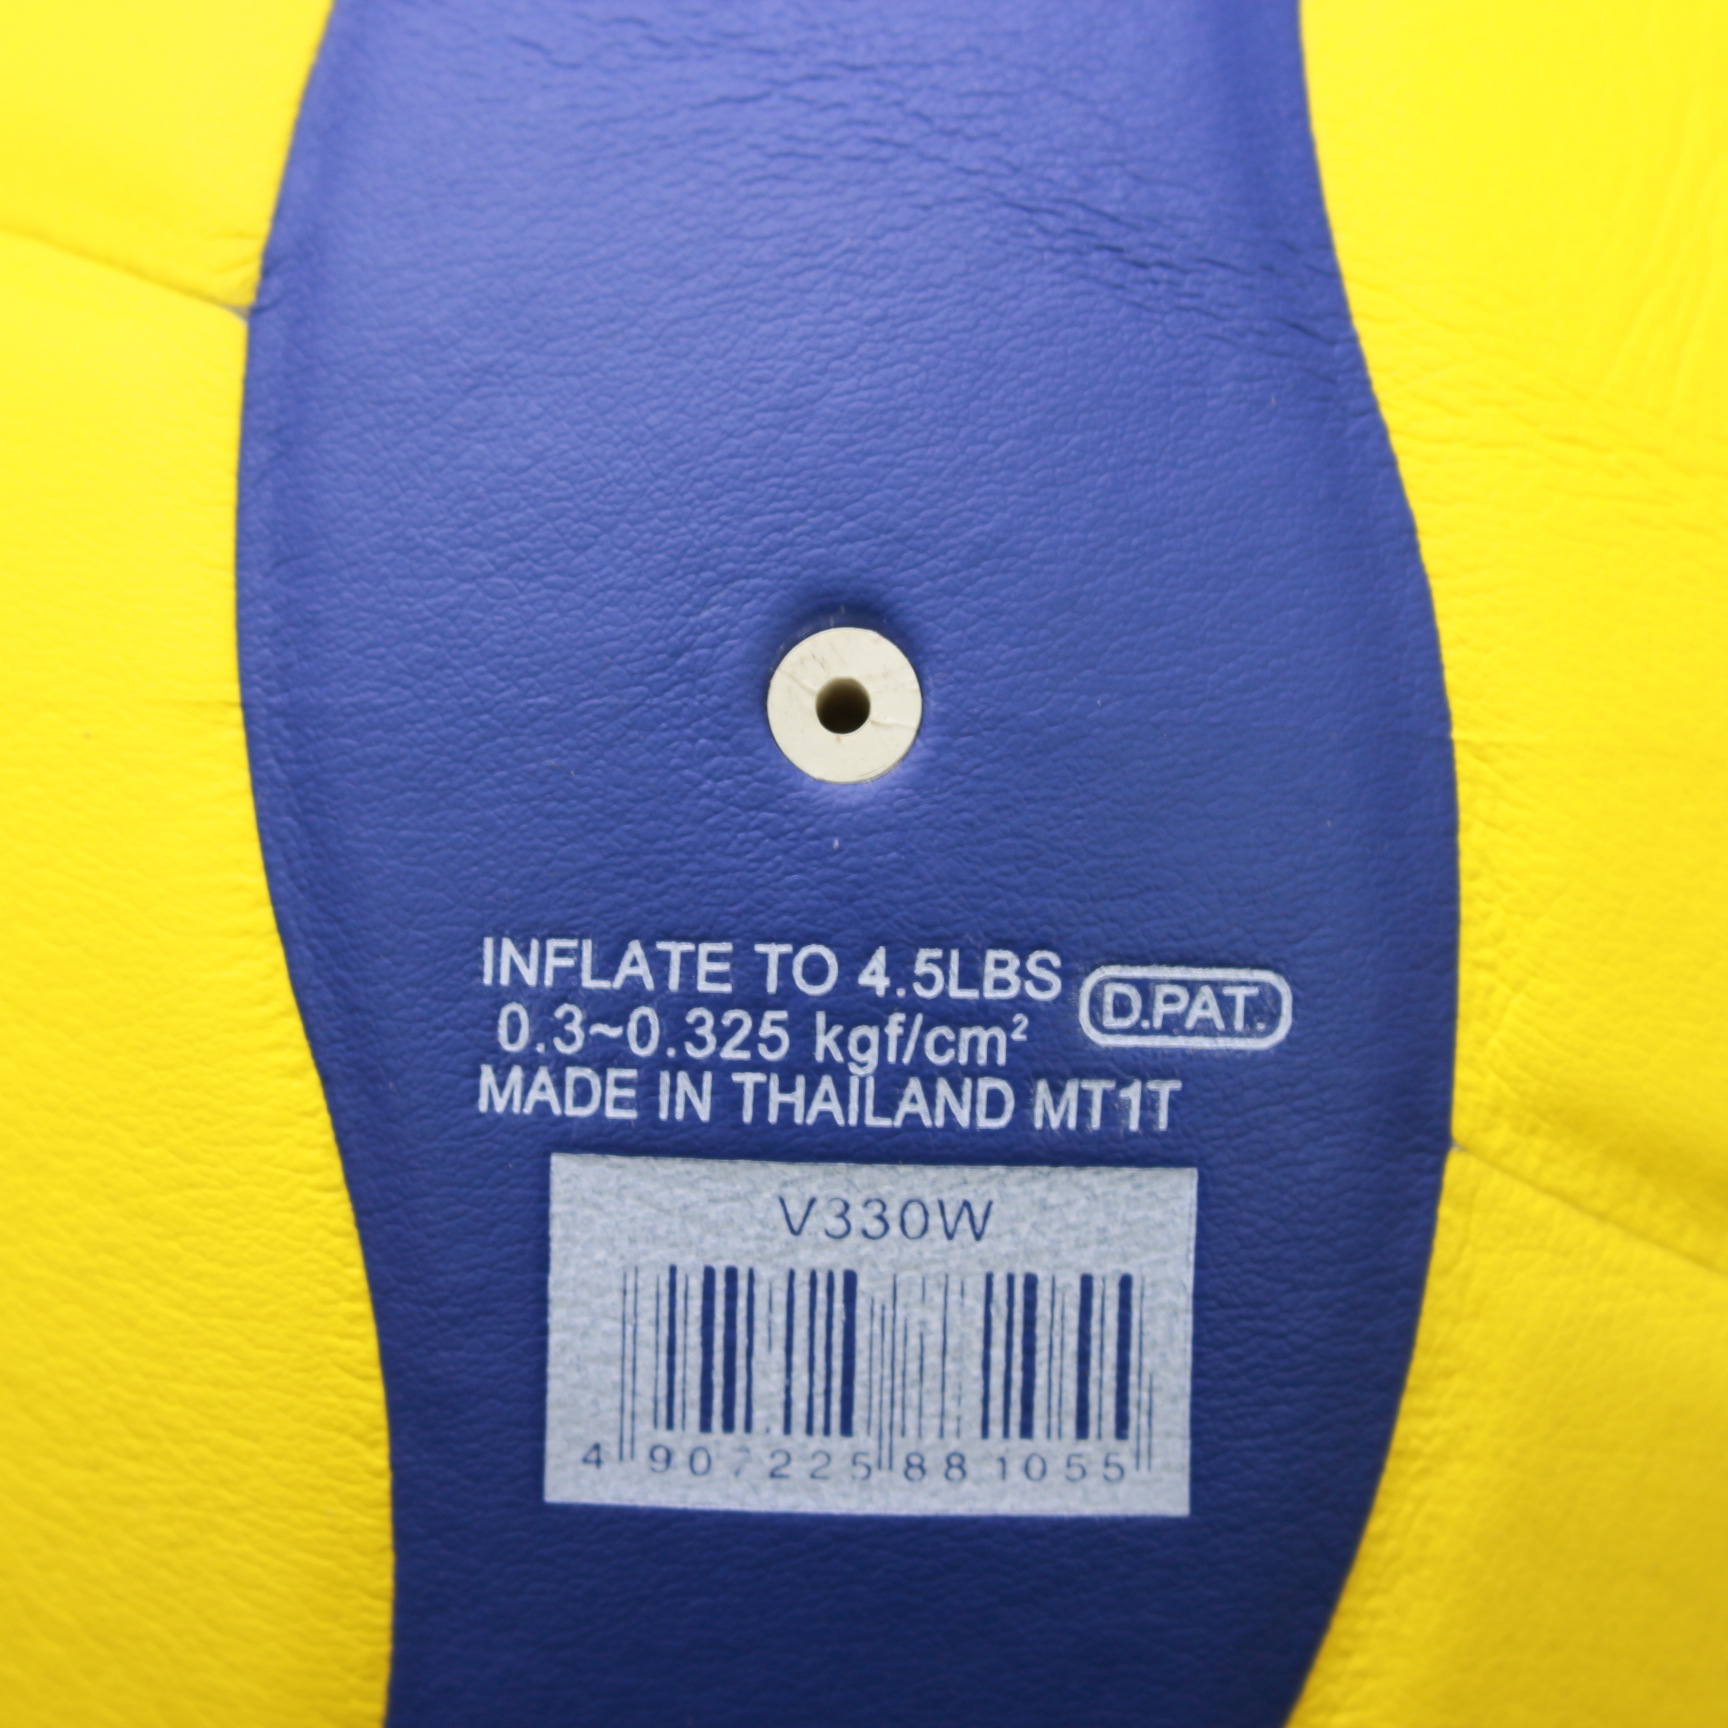 INFLATE TO 4.5LBS
D.PAT.
0.3~0.325 kgf/cm²
MADE IN THAILAND MT1T
V330W
4 907225 881055